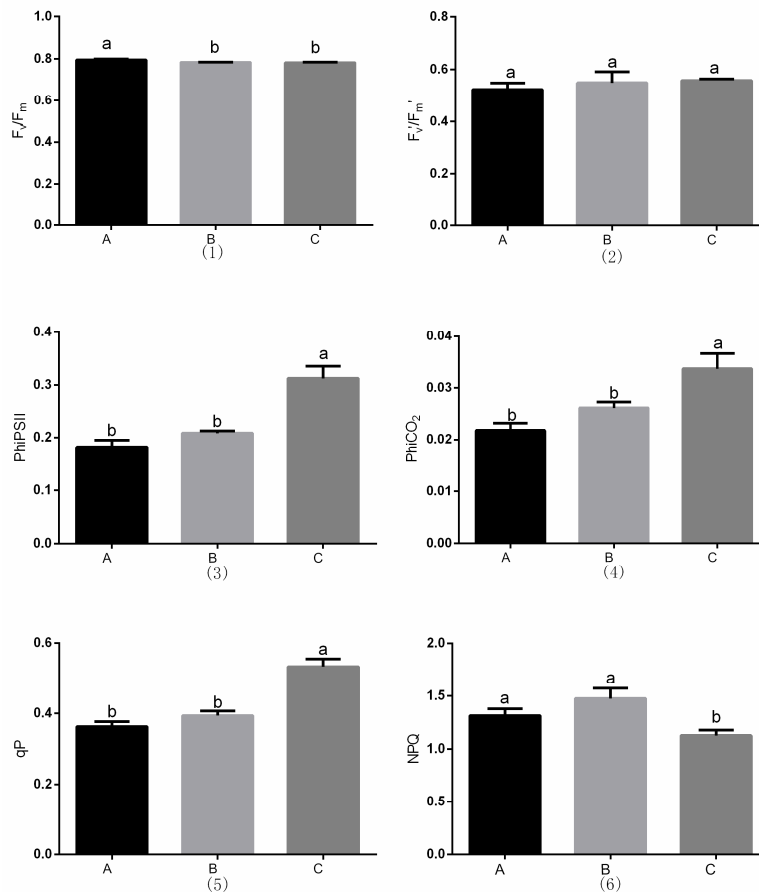 1.0
0.8
0.6
0.4
0.2
0.0
Fv/Fm
a
b
b
A
B
C
(1)
0.8
0.6
0.4
0.2
0.0
Fv'/Fm'
a
a
a
A
B
C
(2)
0.4
0.3
0.2
0.1
0.0
PhiPSII
b
b
a
A
B
C
(3)
0.04
0.03
0.02
0.01
0.00
PhiCO2
b
b
a
A
B
C
(4)
0.6
0.4
0.2
0.0
qP
b
b
a
A
B
C
(5)
2.0
1.5
1.0
0.5
0.0
NPQ
a
a
b
A
B
C
(6)